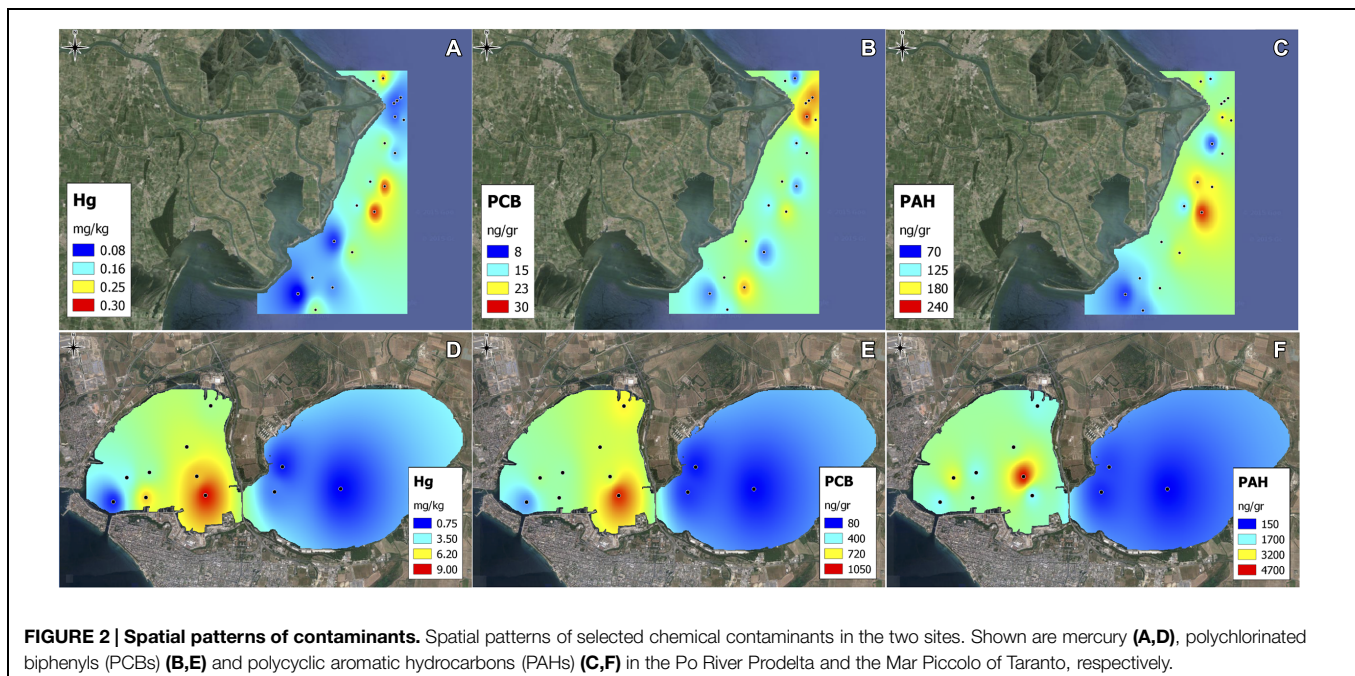 A
Hg
mg/kg
0.08
0.16
0.25
0.30
B
PCB
ng/gr
8
15
23
30
C
PAH
ng/gr
70
125
180
240
D
Hg
mg/kg
0.75
3.50
6.20
9.00
E
PCB
ng/gr
80
400
720
1050
F
PAH
ng/gr
150
1700
3200
4700
FIGURE 2 | Spatial patterns of contaminants. Spatial patterns of selected chemical contaminants in the two sites. Shown are mercury (A,D), polychlorinated
biphenyls (PCBs) (B,E) and polycyclic aromatic hydrocarbons (PAHs) (C,F) in the Po River Prodelta and the Mar Piccolo of Taranto, respectively.